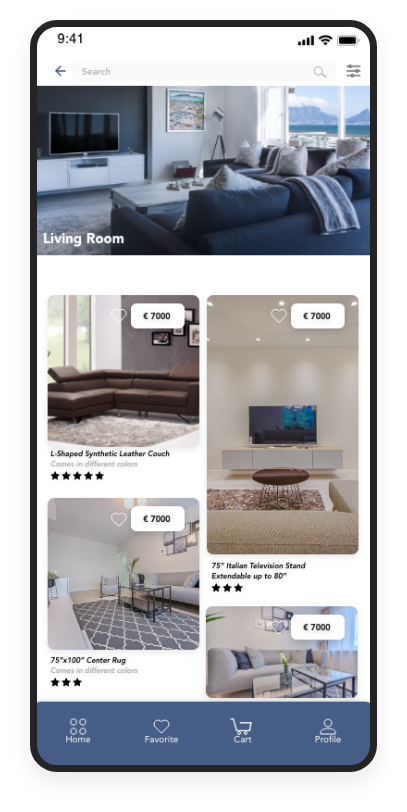 9:41
Search
Living Room
€ 7000
L-Shaped Synthetic Leather Couch
Comes in different colors
€ 7000
75" Italian Television Stand
Extendable up to 80"
€ 7000
75"x100" Center Rug
Comes in different colors
€ 7000
Home
Favorite
Cart
Profile